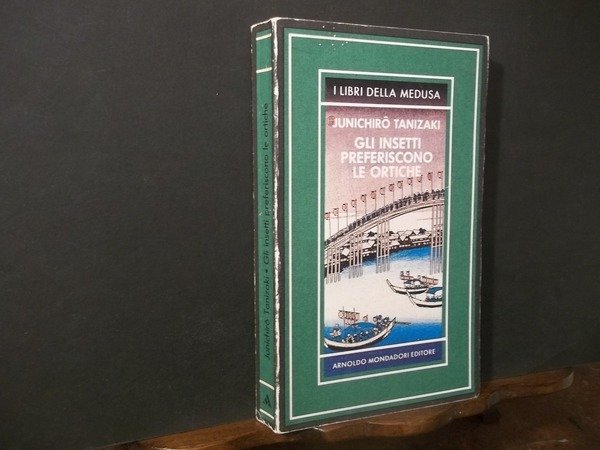 I LIBRI DELLA MEDUSA
JUNICHIRÔ TANIZAKI
GLI INSETTI
PREFERISCONO
LE ORTICHE
ARNOLDO MONDADORI EDITORE
Junichirô Tanizaki • Gli insetti preferiscono le ortiche